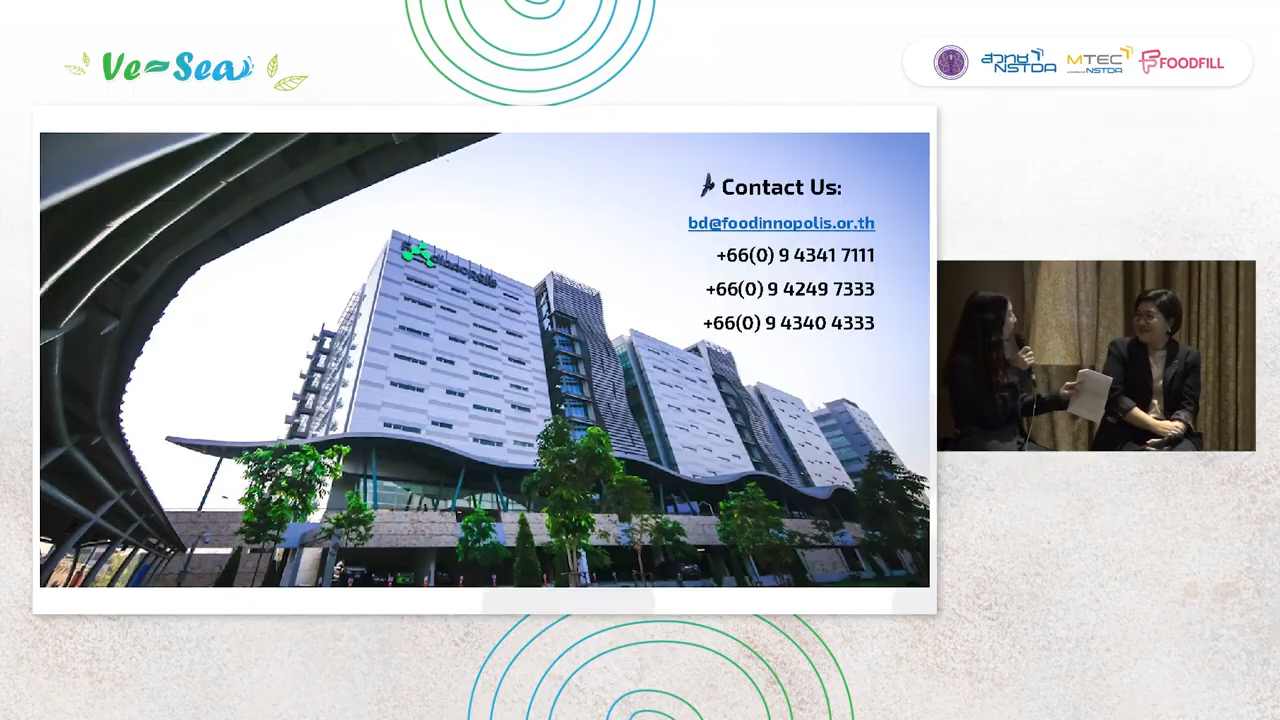 Ve-Sea
สวทช
NSTDA
MTEC
NSTDA
FOODFILL
Contact Us:
bd@foodinnopolis.or.th
+66(0) 9 4341 7111
+66(0) 9 4249 7333
+66(0) 9 4340 4333